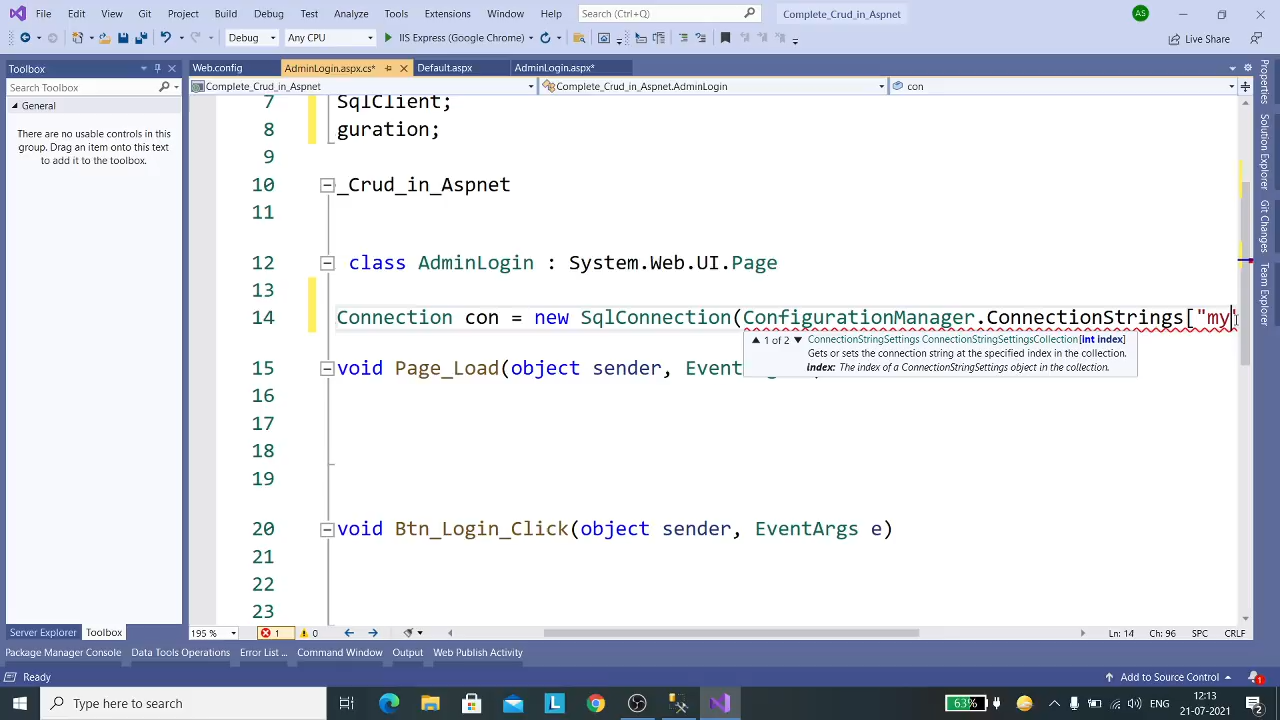 File Edit View Git Project Build Debug Test Analyze Tools Extensions Window Help Search (Ctrl+Q) Complete_Crud_in_Aspnet AS
Debug Any CPU IIS Express (Google Chrome) Live Share
Toolbox
Web.config AdminLogin.aspx.cs* Default.aspx AdminLogin.aspx*
Search Toolbox
Complete_Crud_in_Aspnet Complete_Crud_in_Aspnet.AdminLogin con
General
There are no usable controls in this
group. Drag an item onto this text
to add it to the toolbox.
7 SqlClient;
8 guration;
9
10 _Crud_in_Aspnet
11
12 class AdminLogin : System.Web.UI.Page
13
14 Connection con = new SqlConnection(ConfigurationManager.ConnectionStrings["my"
1 of 2 ConnectionStringSettings ConnectionStringSettingsCollection[int index]
Gets or sets the connection string at the specified index in the collection.
index: The index of a ConnectionStringSettings object in the collection.
15 void Page_Load(object sender,
16
17
18
19
20 void Btn_Login_Click(object sender, EventArgs e)
21
22
23
Properties
Solution Explorer
Git Changes
Team Explorer
Server Explorer Toolbox
195 % 1 0 Ln: 14 Ch: 96 SPC CRLF
Package Manager Console Data Tools Operations Error List ... Command Window Output Web Publish Activity
Ready Add to Source Control 1
Type here to search L 63% ENG 12:13
21-07-2021 2